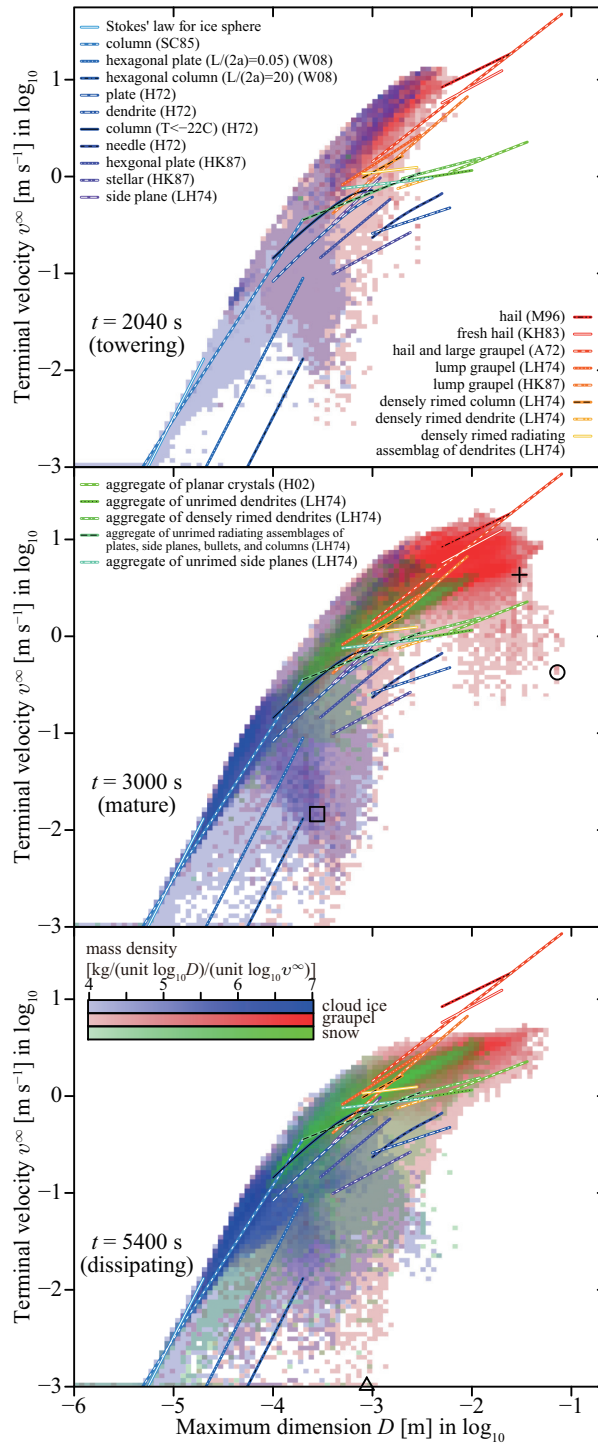 Stokes' law for ice sphere
column (SC85)
hexagonal plate (L/(2a)=0.05) (W08)
hexagonal column (L/(2a)=20) (W08)
plate (H72)
dendrite (H72)
column (T<−22C) (H72)
needle (H72)
hexgonal plate (HK87)
stellar (HK87)
side plane (LH74)
1
0
−1
−2
−3
Terminal velocity v∞ [m s−1] in log10
t = 2040 s
(towering)
hail (M96)
fresh hail (KH83)
hail and large graupel (A72)
lump graupel (LH74)
lump graupel (HK87)
densely rimed column (LH74)
densely rimed dendrite (LH74)
densely rimed radiating
assemblag of dendrites (LH74)
aggregate of planar crystals (H02)
aggregate of unrimed dendrites (LH74)
aggregate of densely rimed dendrites (LH74)
aggregate of unrimed radiating assemblages of
plates, side planes, bullets, and columns (LH74)
aggregate of unrimed side planes (LH74)
1
0
−1
−2
−3
Terminal velocity v∞ [m s−1] in log10
t = 3000 s
(mature)
mass density
[kg/(unit log10D)/(unit log10v∞)]
4 5 6 7
cloud ice
graupel
snow
1
0
−1
−2
−3
Terminal velocity v∞ [m s−1] in log10
t = 5400 s
(dissipating)
−6 −5 −4 −3 −2 −1
Maximum dimension D [m] in log10